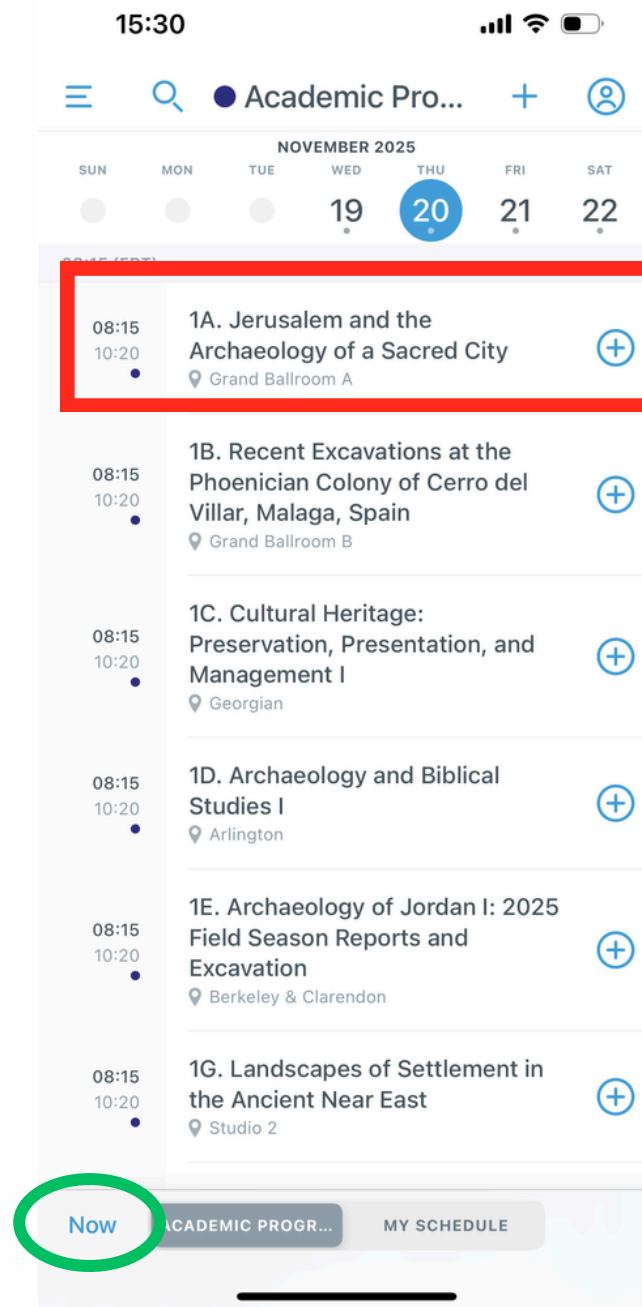 15:30
Academic Pro...
NOVEMBER 2025
SUN MON TUE WED THU FRI SAT
19 20 21 22
08:15 1A. Jerusalem and the
10:20 Archaeology of a Sacred City
Grand Ballroom A
1B. Recent Excavations at the
08:15 Phoenician Colony of Cerro del
10:20 Villar, Malaga, Spain
Grand Ballroom B
1C. Cultural Heritage:
08:15 Preservation, Presentation, and
10:20 Management I
Georgian
08:15 1D. Archaeology and Biblical
10:20 Studies I
Arlington
1E. Archaeology of Jordan I: 2025
08:15 Field Season Reports and
10:20 Excavation
Berkeley & Clarendon
08:15 1G. Landscapes of Settlement in
10:20 the Ancient Near East
Studio 2
Now ACADEMIC PROGR... MY SCHEDULE